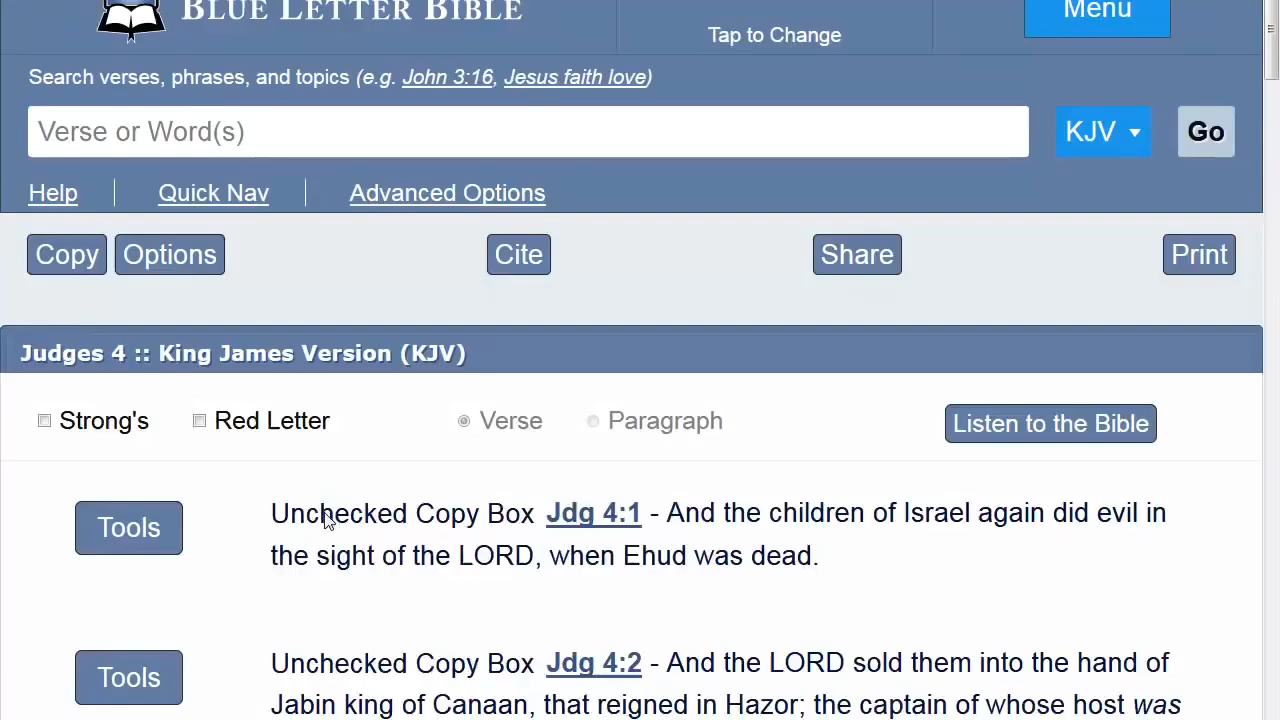 BLUE LETTER BIBLE
Tap to Change
Menu
Search verses, phrases, and topics (e.g. John 3:16, Jesus faith love)
Verse or Word(s)
KJV
Go
Help
Quick Nav
Advanced Options
Copy
Options
Cite
Share
Print
Judges 4 :: King James Version (KJV)
Strong's
Red Letter
Verse
Paragraph
Listen to the Bible
Tools
Unchecked Copy Box Jdg 4:1 - And the children of Israel again did evil in
the sight of the LORD, when Ehud was dead.
Tools
Unchecked Copy Box Jdg 4:2 - And the LORD sold them into the hand of
Jabin king of Canaan, that reigned in Hazor; the captain of whose host was